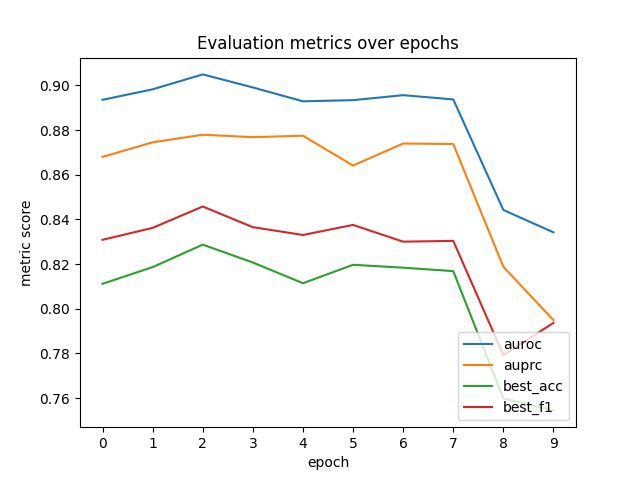 Evaluation metrics over epochs
metric score
0.90
0.88
0.86
0.84
0.82
0.80
0.78
0.76
auroc
auprc
best_acc
best_f1
0 1 2 3 4 5 6 7 8 9
epoch